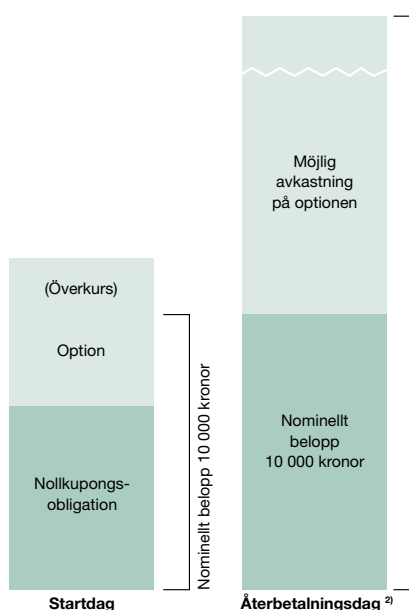 (Överkurs)
Option
Nollkupongs-
obligation
Startdag
Nominellt belopp 10 000 kronor
Möjlig
avkastning
på optionen
Nominellt
belopp
10 000 kronor
Återbetalningsdag 2)